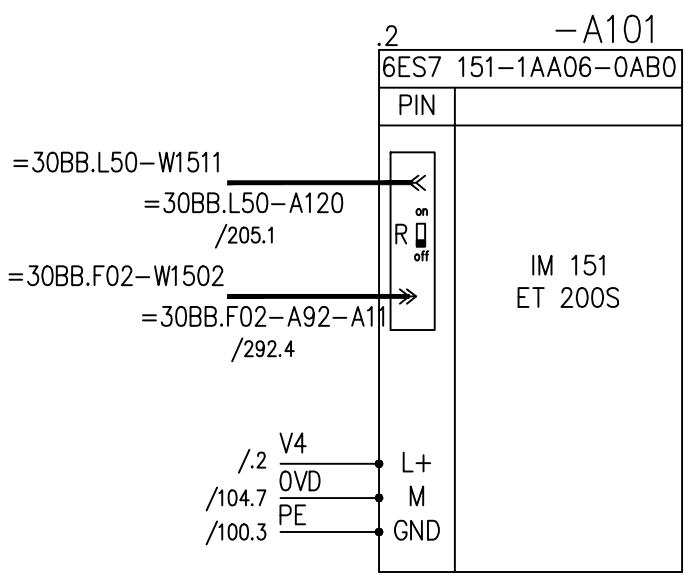 .2 -A101
6ES7 151-1AA06-0AB0
PIN
=30BB.L50-W1511
=30BB.L50-A120
/205.1
on
R
off
IM 151
ET 200S
=30BB.F02-W1502
=30BB.F02-A92-A11
/292.4
/.2 V4 L+
/104.7 0VD M
/100.3 PE GND